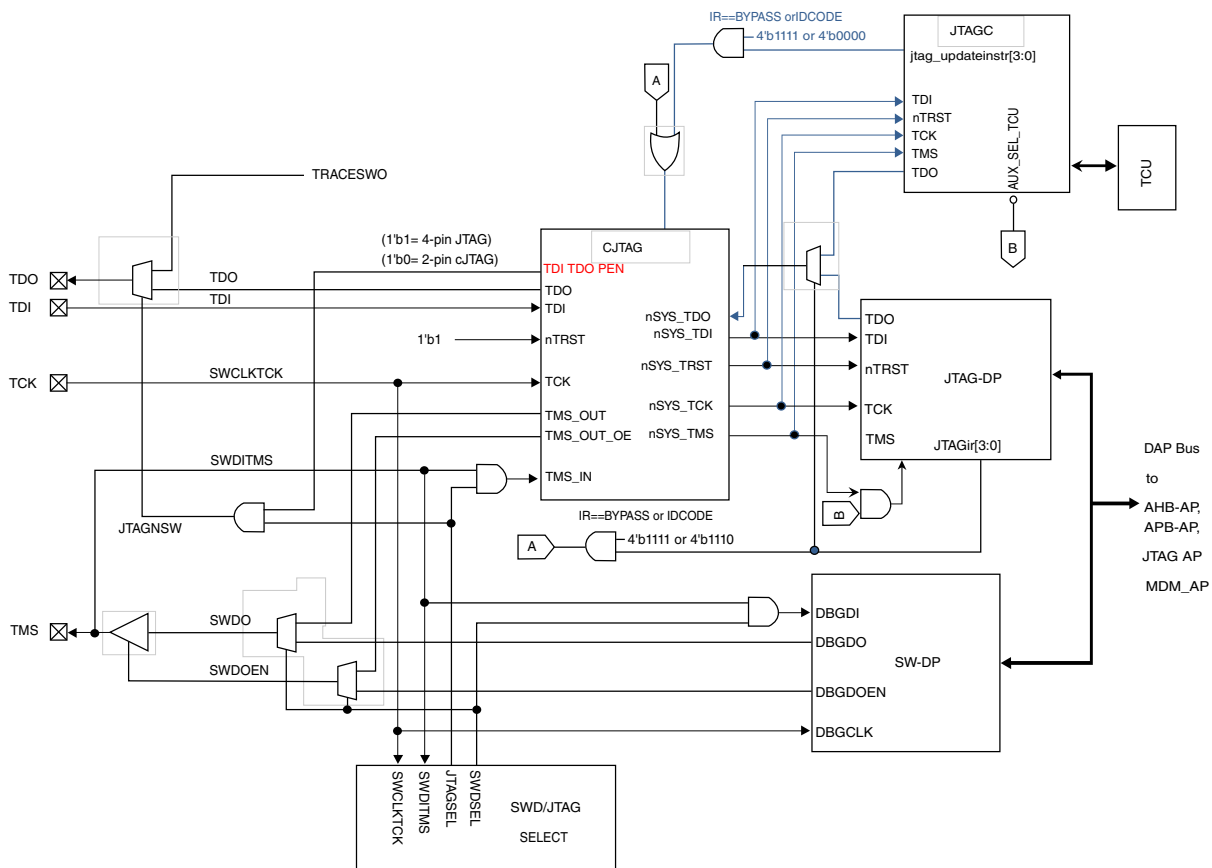 IR==BYPASS orIDCODE
4'b1111 or 4'b0000
JTAGC
jtag_updateinstr[3:0]
TDI
nTRST
TCK
TMS
TDO
AUX_SEL_TCU
TCU
A
B
TRACESWO
(1'b1= 4-pin JTAG)
(1'b0= 2-pin cJTAG)
CJTAG
TDI TDO PEN
TDO
TDI
nTRST
TCK
TMS_OUT
TMS_OUT_OE
TMS_IN
nSYS_TDO
nSYS_TDI
nSYS_TRST
nSYS_TCK
nSYS_TMS
TDO
TDO
TDI
TDI
1'b1
TCK
SWCLKTCK
SWDITMS
JTAGNSW
TDO
TDI
nTRST
JTAG-DP
TCK
TMS
JTAGir[3:0]
B
IR==BYPASS or IDCODE
4'b1111 or 4'b1110
A
DAP Bus
to
AHB-AP,
APB-AP,
JTAG AP
MDM_AP
TMS
SWDO
SWDOEN
DBGDI
DBGDO
SW-DP
DBGDOEN
DBGCLK
SWCLKTCK
SWDITMS
JTAGSEL
SWDSEL
SWD/JTAG
SELECT